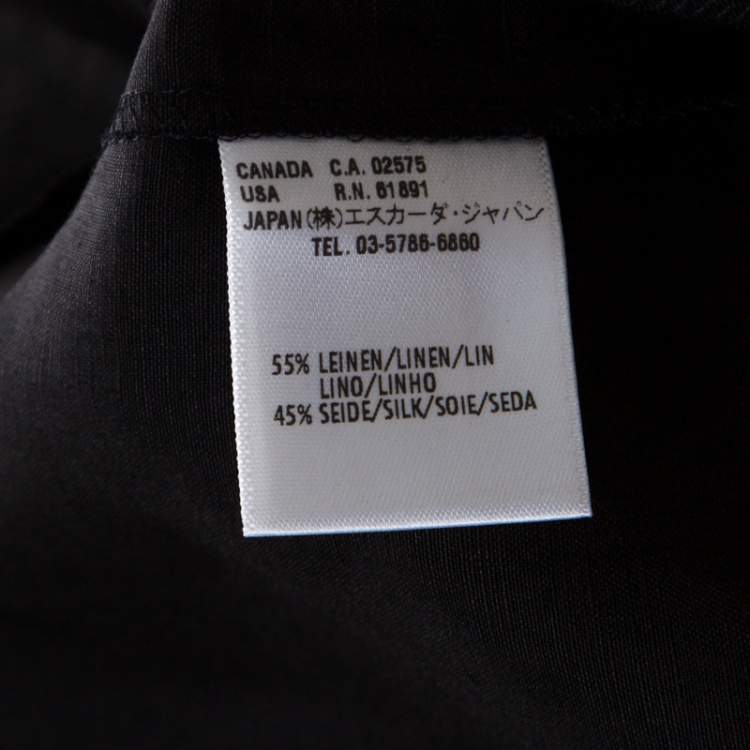 CANADA C.A. 02575
USA R.N. 61891
JAPAN(株)エスカーダ・ジャパン
TEL. 03-5786-6860
55% LEINEN/LINEN/LIN
LINO/LINHO
45% SEIDE/SILK/SOIE/SEDA